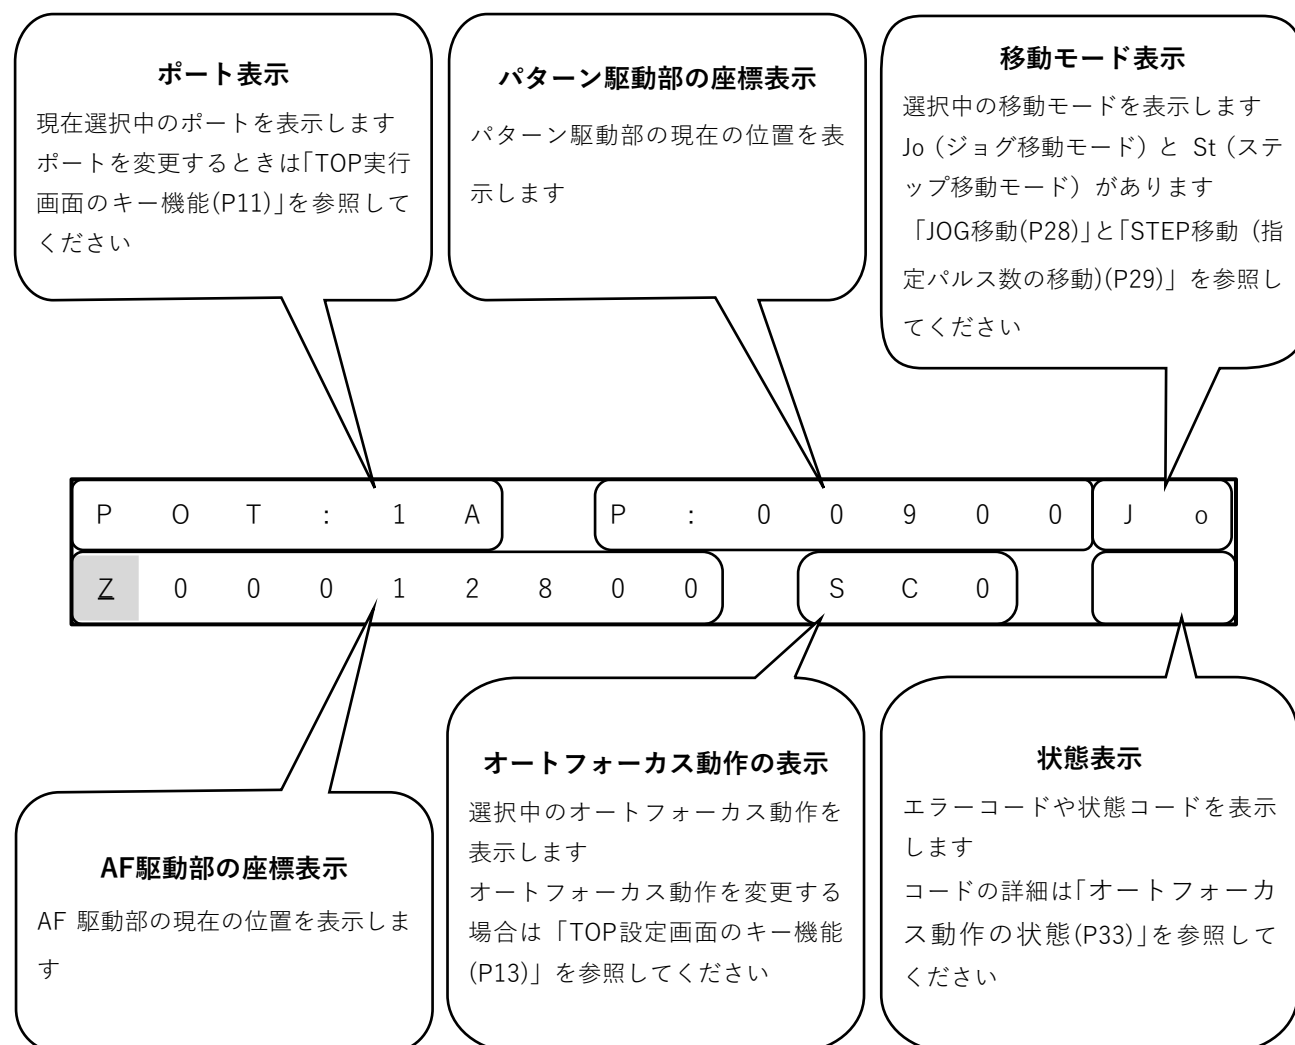 ポート表示
現在選択中のポートを表示します
ポートを変更するときは「TOP実行
画面のキー機能(P11)」を参照して
ください
パターン駆動部の座標表示
パターン駆動部の現在の位置を表
示します
移動モード表示
選択中の移動モードを表示します
Jo (ジョグ移動モード) と St (ステ
ップ移動モード) があります
「JOG移動(P28)」と「STEP移動 (指
定パルス数の移動)(P29)」を参照し
てください
P O T : 1 A P : 0 0 9 0 0 J o
Z 0 0 0 1 2 8 0 0 S C 0
AF駆動部の座標表示
AF 駆動部の現在の位置を表示しま
す
オートフォーカス動作の表示
選択中のオートフォーカス動作を
表示します
オートフォーカス動作を変更する
場合は「TOP設定画面のキー機能
(P13)」を参照してください
状態表示
エラーコードや状態コードを表示
します
コードの詳細は「オートフォーカ
ス動作の状態(P33)」を参照して
ください